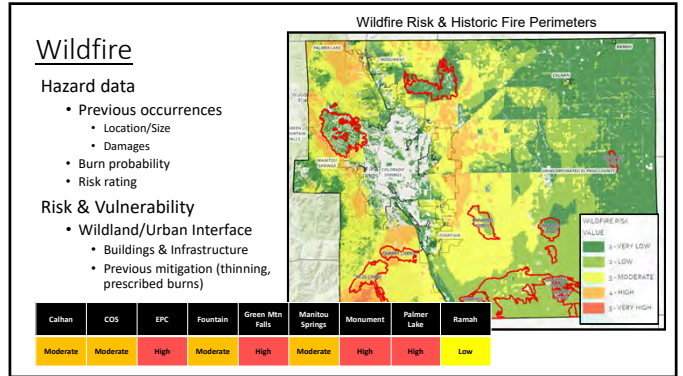 Wildfire Risk & Historic Fire Perimeters
Wildfire
Hazard data
• Previous occurrences
• Location/Size
• Damages
• Burn probability
• Risk rating
Risk & Vulnerability
• Wildland/Urban Interface
• Buildings & Infrastructure
• Previous mitigation (thinning,
prescribed burns)
PALMER LAKE
MONUMENT
RAMAH
CALHAN
MANITOU
SPRINGS
COLORADO
SPRINGS
UNINCORPORATED EL PASO COUNTY
FOUNTAIN
WILDFIRE RISK
VALUE
1 - VERY LOW
2 - LOW
3 - MODERATE
4 - HIGH
5 - VERY HIGH
Calhan COS EPC Fountain Green Mtn Falls Manitou Springs Monument Palmer Lake Ramah
Moderate Moderate High Moderate High Moderate High High Low